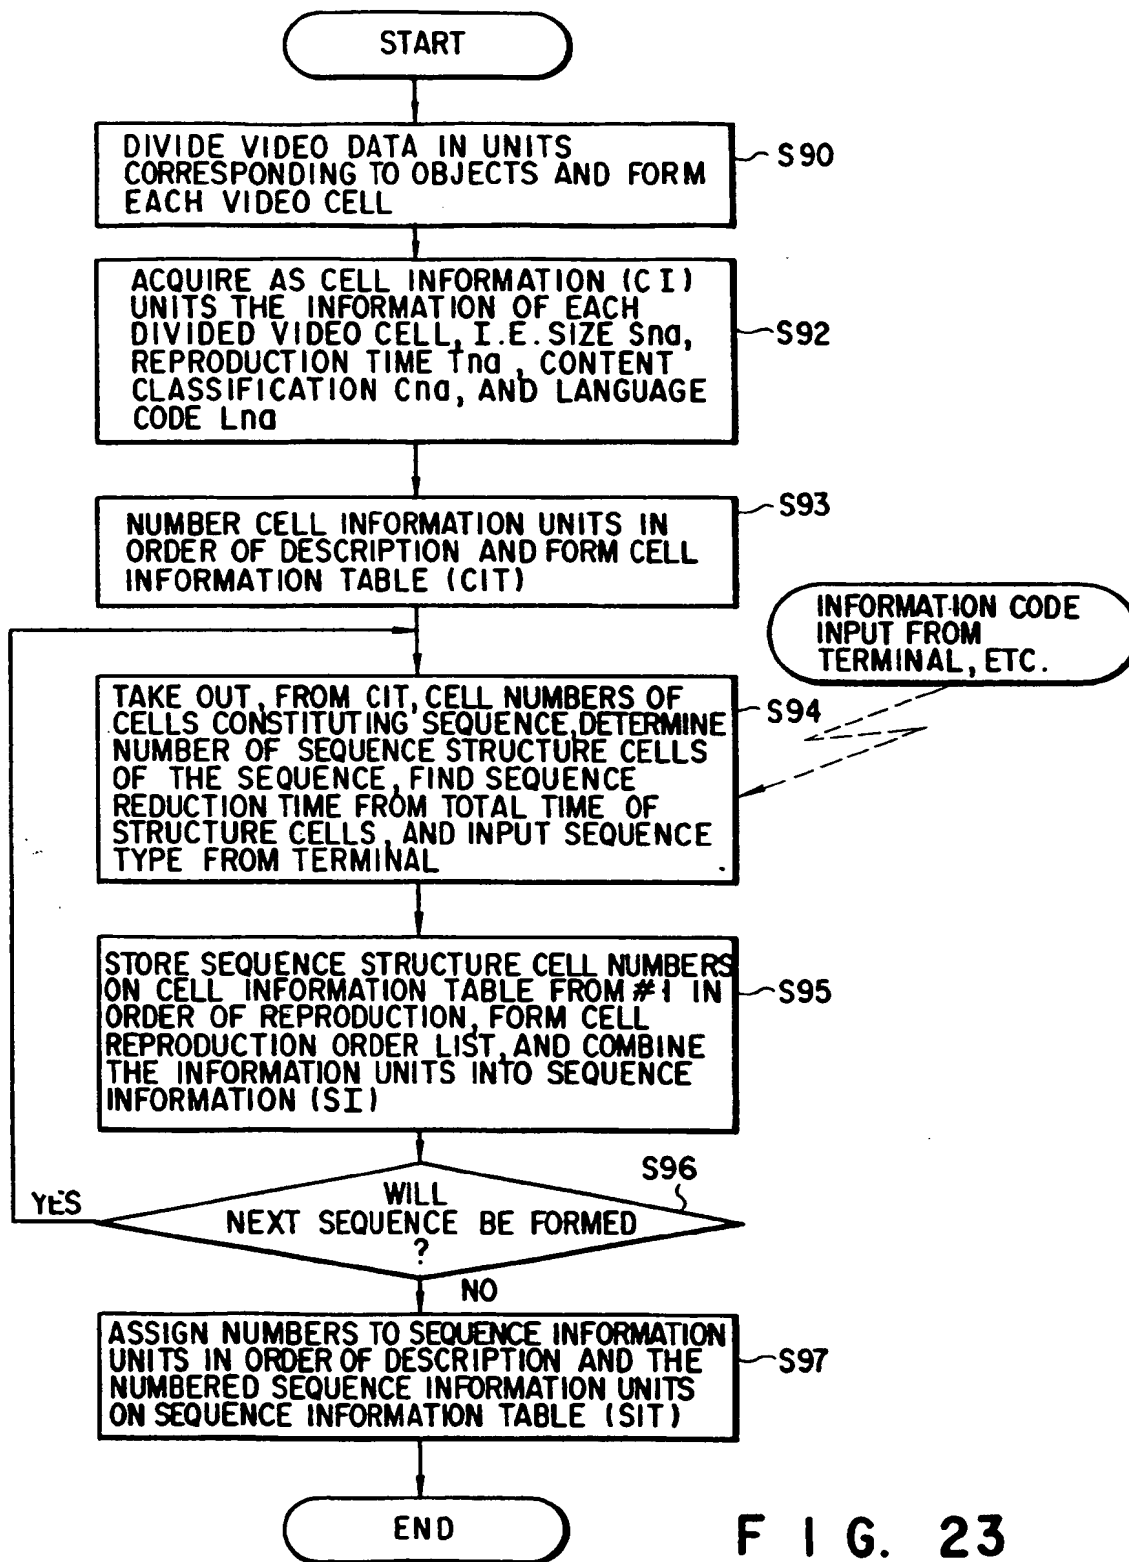 START
DIVIDE VIDEO DATA IN UNITS
CORRESPONDING TO OBJECTS AND FORM
EACH VIDEO CELL
S90
ACQUIRE AS CELL INFORMATION (CI)
UNITS THE INFORMATION OF EACH
DIVIDED VIDEO CELL, I.E. SIZE Sna,
REPRODUCTION TIME Tna, CONTENT
CLASSIFICATION Cna, AND LANGUAGE
CODE Lna
S92
NUMBER CELL INFORMATION UNITS IN
ORDER OF DESCRIPTION AND FORM CELL
INFORMATION TABLE (CIT)
S93
INFORMATION CODE
INPUT FROM
TERMINAL, ETC.
TAKE OUT, FROM CIT, CELL NUMBERS OF
CELLS CONSTITUTING SEQUENCE, DETERMINE
NUMBER OF SEQUENCE STRUCTURE CELLS
OF THE SEQUENCE, FIND SEQUENCE
REDUCTION TIME FROM TOTAL TIME OF
STRUCTURE CELLS, AND INPUT SEQUENCE
TYPE FROM TERMINAL
S94
STORE SEQUENCE STRUCTURE CELL NUMBERS
ON CELL INFORMATION TABLE FROM #1 IN
ORDER OF REPRODUCTION, FORM CELL
REPRODUCTION ORDER LIST, AND COMBINE
THE INFORMATION UNITS INTO SEQUENCE
INFORMATION (SI)
S95
S96
YES
WILL
NEXT SEQUENCE BE FORMED
?
NO
ASSIGN NUMBERS TO SEQUENCE INFORMATION
UNITS IN ORDER OF DESCRIPTION AND THE
NUMBERED SEQUENCE INFORMATION UNITS
ON SEQUENCE INFORMATION TABLE (SIT)
S97
END
FIG. 23